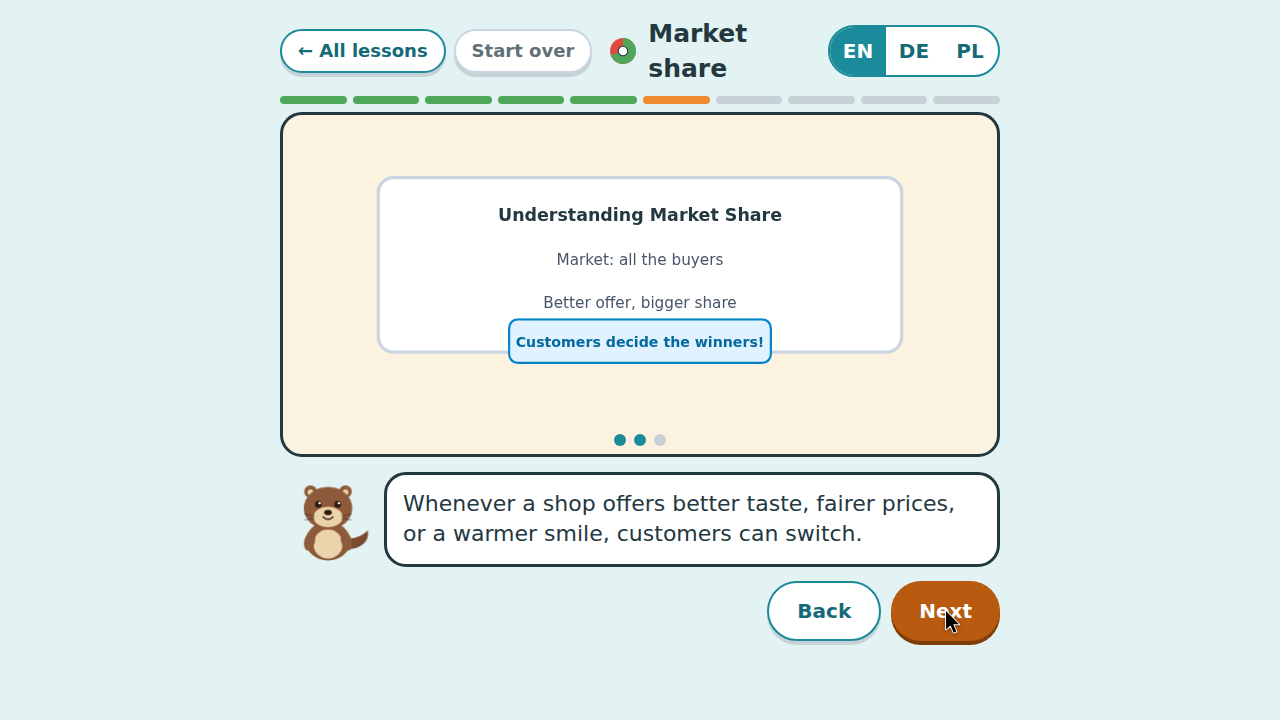 ← All lessons
Start over
Market
share
EN
DE
PL
Understanding Market Share
Market: all the buyers
Better offer, bigger share
Customers decide the winners!
Whenever a shop offers better taste, fairer prices,
or a warmer smile, customers can switch.
Back
Next